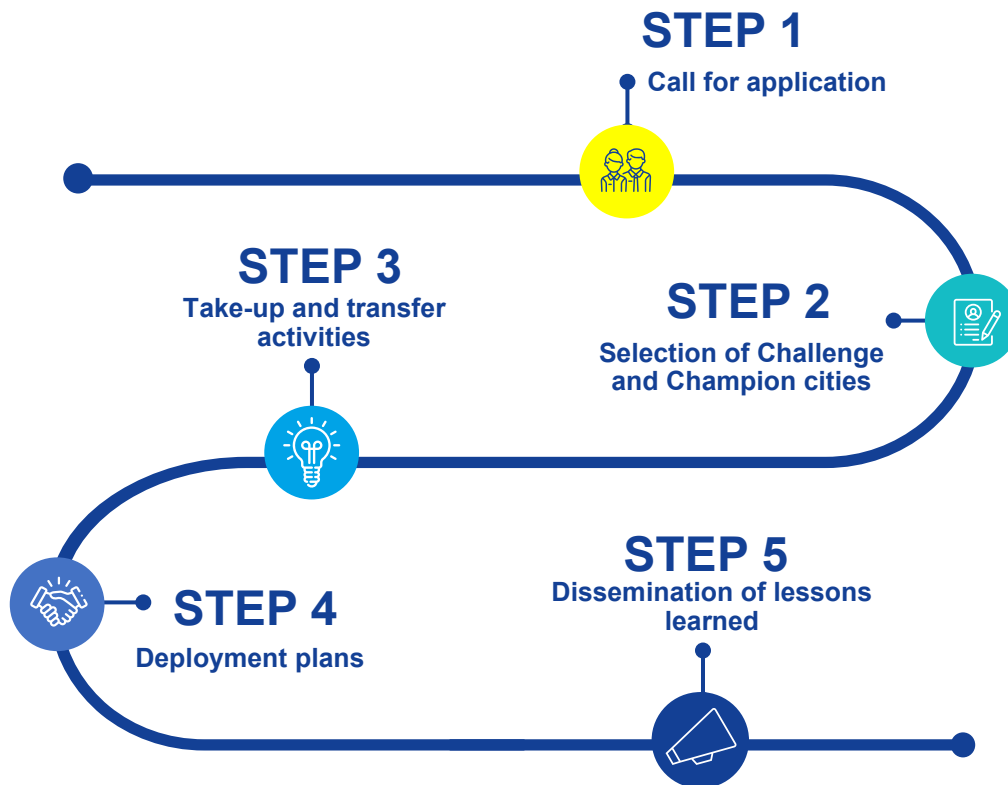 STEP 1
Call for application
STEP 2
Selection of Challenge
and Champion cities
STEP 3
Take-up and transfer
activities
STEP 4
Deployment plans
STEP 5
Dissemination of lessons
learned